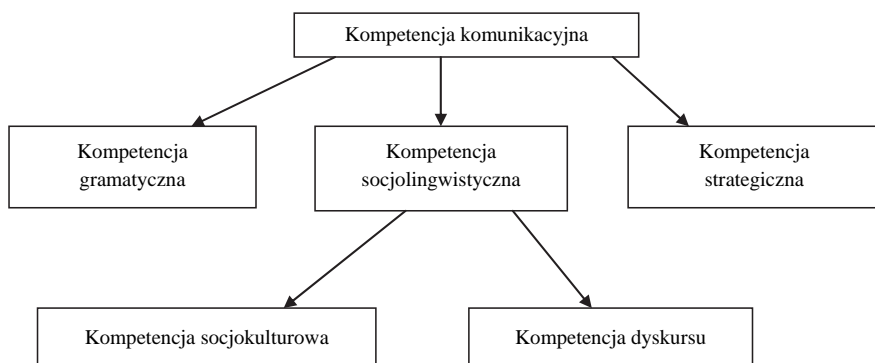 Kompetencja komunikacyjna
Kompetencja
gramatyczna
Kompetencja
socjolingwistyczna
Kompetencja
strategiczna
Kompetencja socjokulturowa
Kompetencja dyskursu